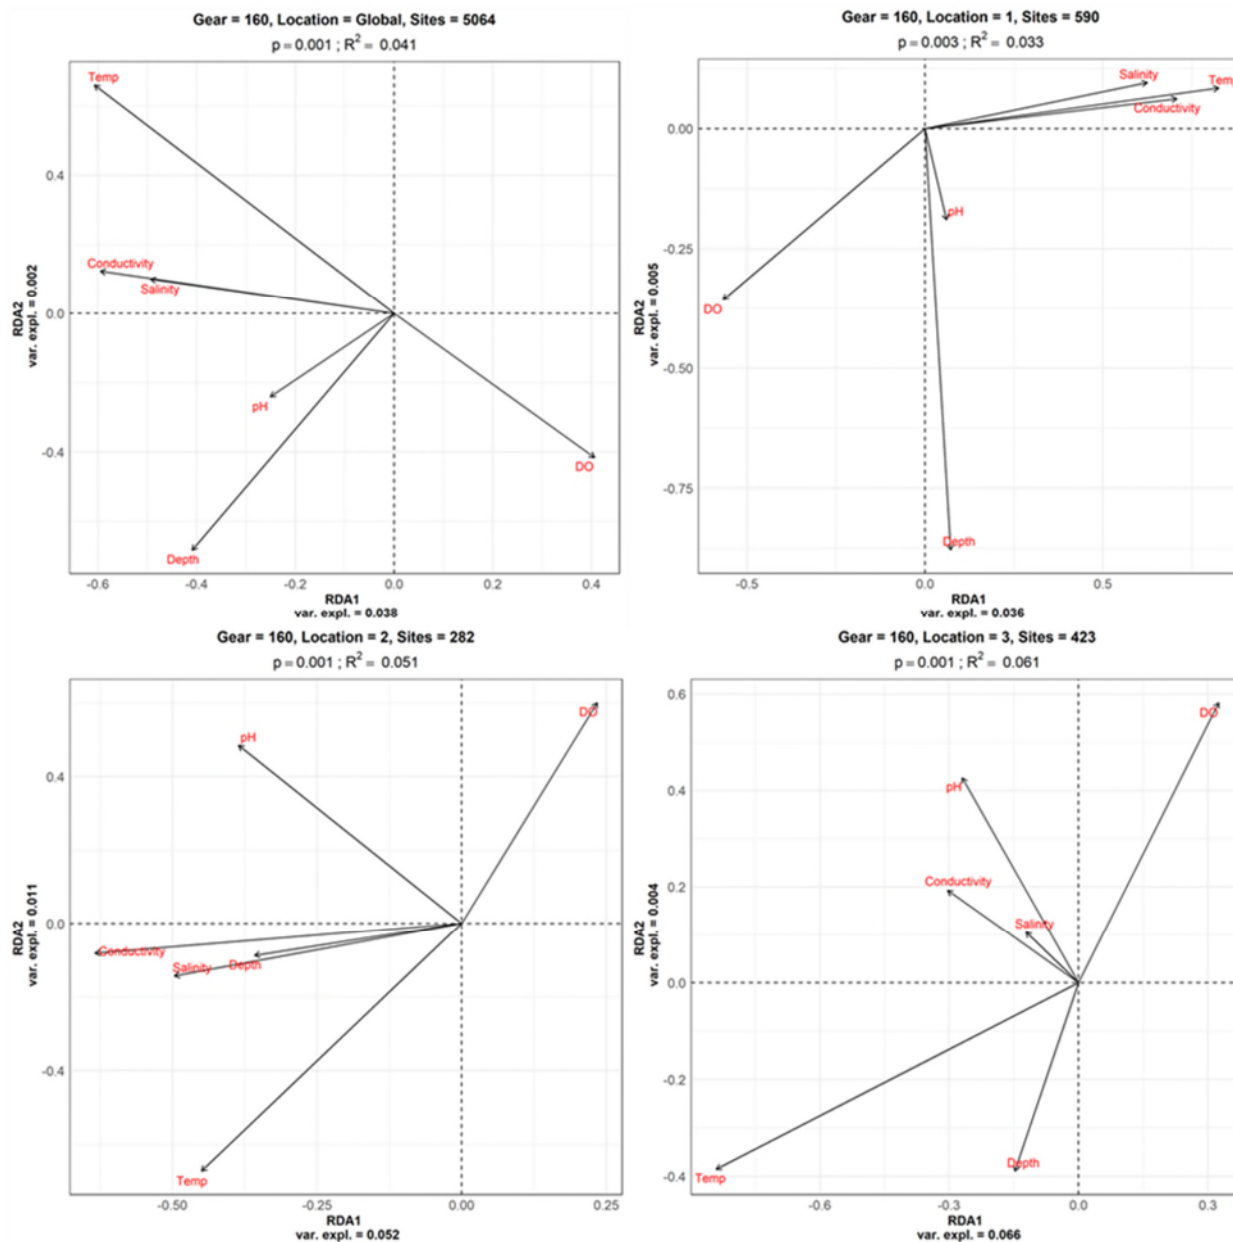 Gear = 160, Location = Global, Sites = 5064
p = 0.001 ; R² = 0.041
Temp
0.4
Conductivity
Salinity
0.0
pH
-0.4
DO
Depth
-0.6
-0.4
-0.2
0.0
0.2
0.4
RDA2
var. expl. = 0.002
RDA1
var. expl. = 0.038
Gear = 160, Location = 1, Sites = 590
p = 0.003 ; R² = 0.033
Salinity
Temp
Conductivity
0.00
pH
-0.25
DO
-0.50
-0.75
Depth
-0.5
0.0
0.5
RDA2
var. expl. = 0.005
RDA1
var. expl. = 0.036
Gear = 160, Location = 2, Sites = 282
p = 0.001 ; R² = 0.051
DO
pH
0.4
0.0
Conductivity
Salinity
Depth
-0.4
Temp
-0.50
-0.25
0.00
0.25
RDA2
var. expl. = 0.011
RDA1
var. expl. = 0.052
Gear = 160, Location = 3, Sites = 423
p = 0.001 ; R² = 0.061
0.6
DO
pH
0.4
Conductivity
0.2
Salinity
0.0
-0.2
Depth
Temp
-0.4
-0.6
-0.3
0.0
0.3
RDA2
var. expl. = 0.004
RDA1
var. expl. = 0.066